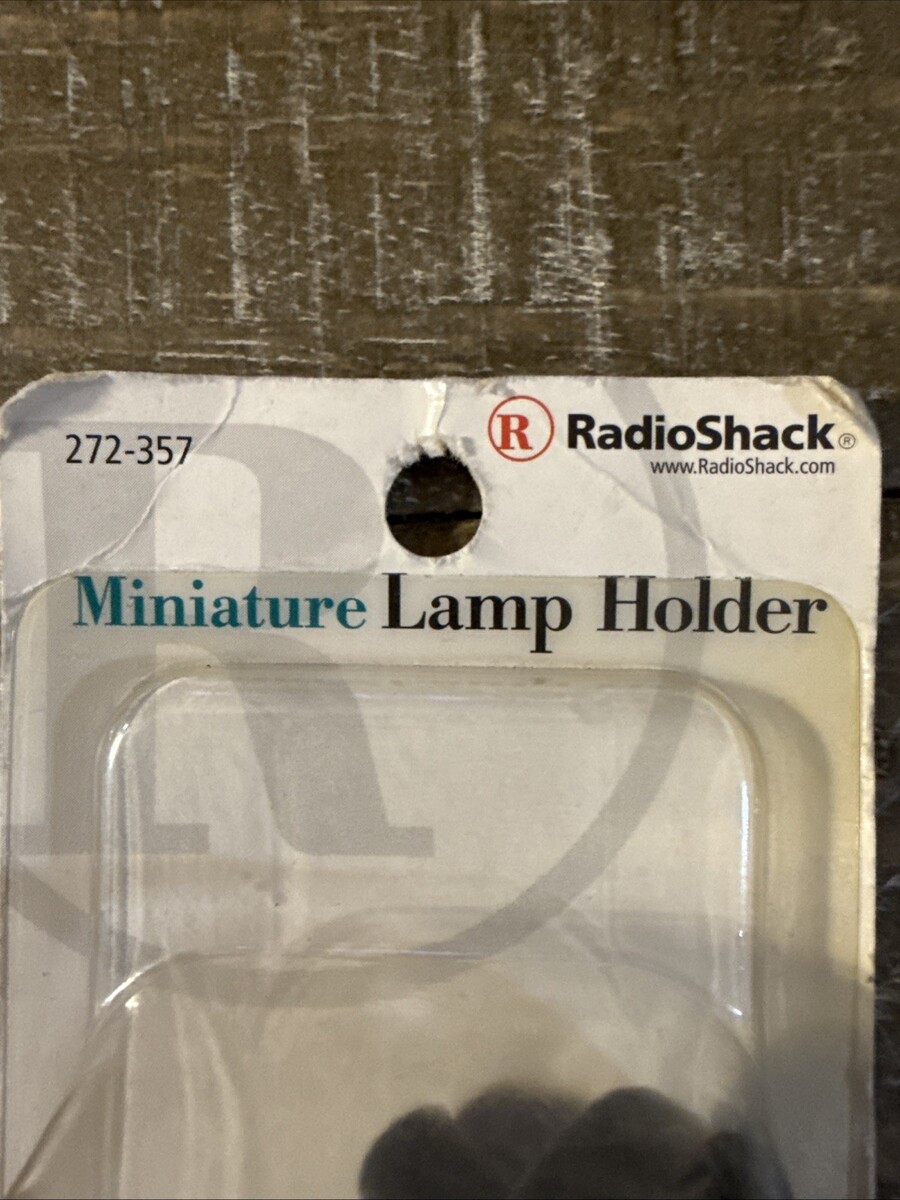 272-357
R RadioShack®
www.RadioShack.com
Miniature Lamp Holder
R